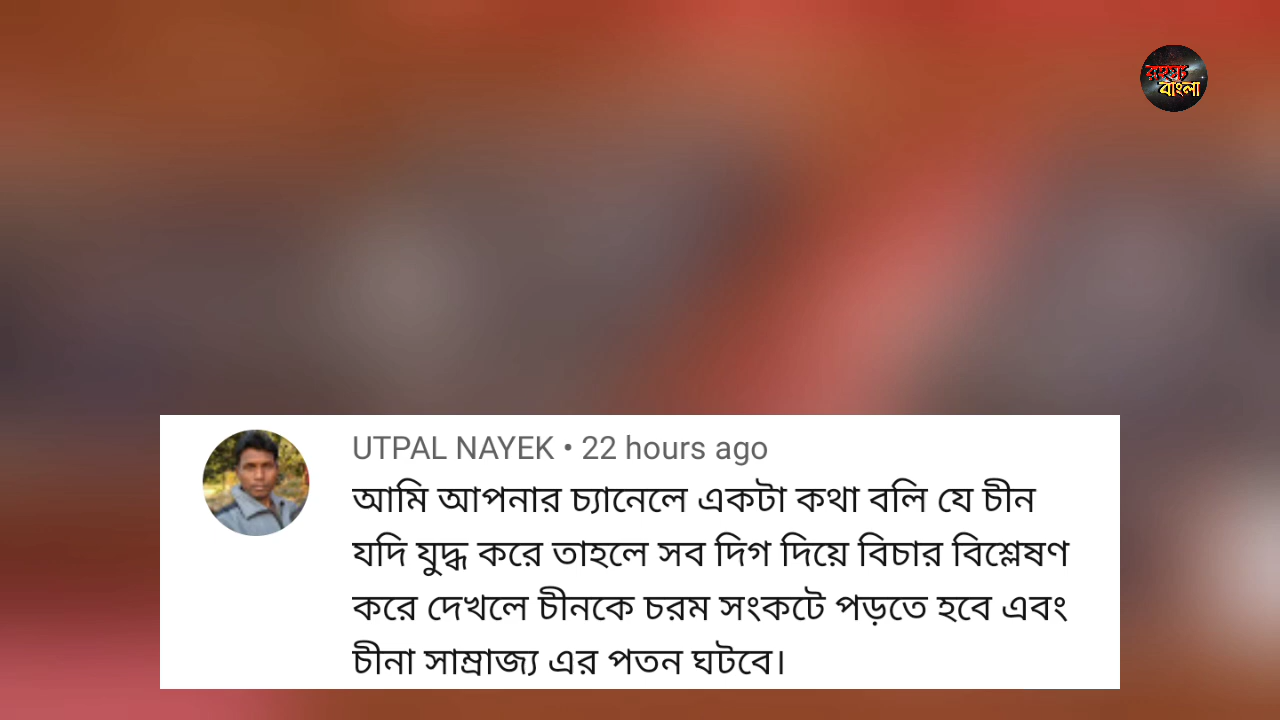 রহস্য
বাংলা
UTPAL NAYEK • 22 hours ago
আমি আপনার চ্যানেলে একটা কথা বলি যে চীন
যদি যুদ্ধ করে তাহলে সব দিগ দিয়ে বিচার বিশ্লেষণ
করে দেখলে চীনকে চরম সংকটে পড়তে হবে এবং
চীনা সাম্রাজ্য এর পতন ঘটবে।